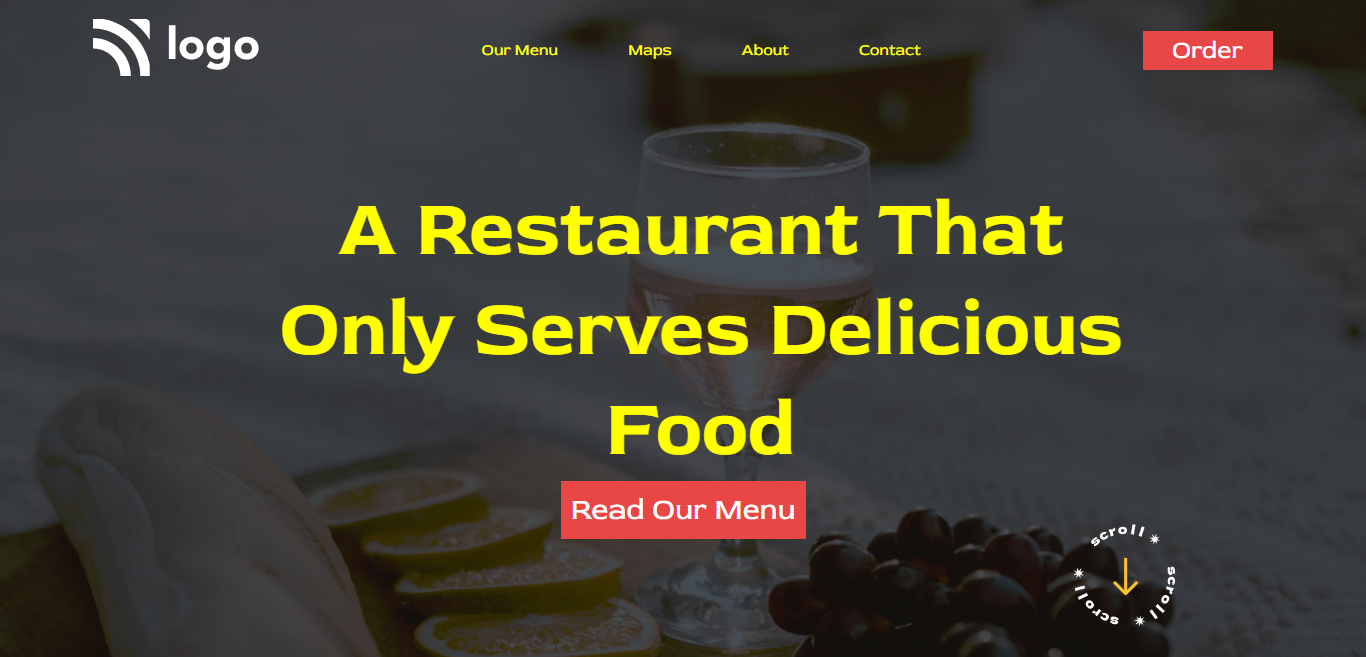 logo
Our Menu
Maps
About
Contact
Order
A Restaurant That
Only Serves Delicious
Food
Read Our Menu
scroll ✷ scroll ✷ scroll ✷